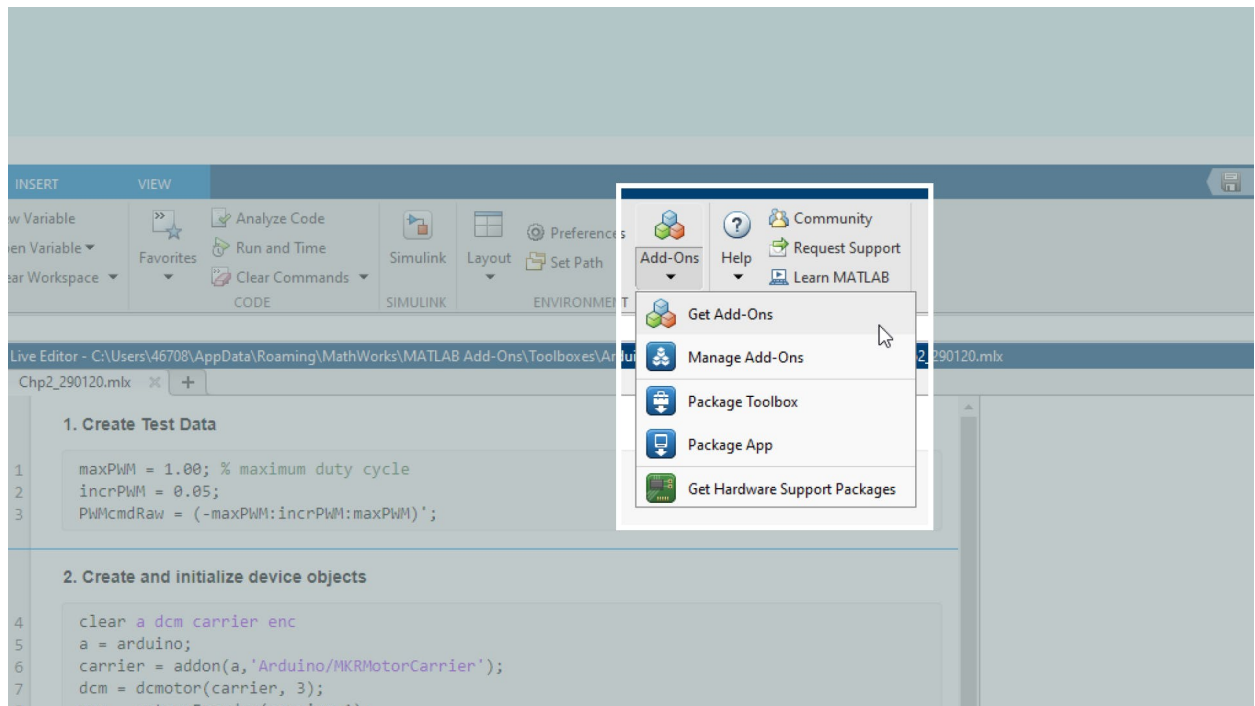 INSERT VIEW
w Variable
Favorites
Analyze Code
Simulink
Layout
Preferences
Add-Ons
Help
Community
en Variable
Run and Time
Set Path
Request Support
ear Workspace
Clear Commands
Learn MATLAB
CODE SIMULINK ENVIRONMENT
Get Add-Ons
Manage Add-Ons
Package Toolbox
Package App
Get Hardware Support Packages
Live Editor - C:\Users\46708\AppData\Roaming\MathWorks\MATLAB Add-Ons\Toolboxes\Ardui 2_290120.mlx
Chp2_290120.mlx
1. Create Test Data
1 maxPWM = 1.00; % maximum duty cycle
2 incrPWM = 0.05;
3 PWMcmdRaw = (-maxPWM:incrPWM:maxPWM)';
2. Create and initialize device objects
4 clear a dcm carrier enc
5 a = arduino;
6 carrier = addon(a,'Arduino/MKRMotorCarrier');
7 dcm = dcmotor(carrier, 3);